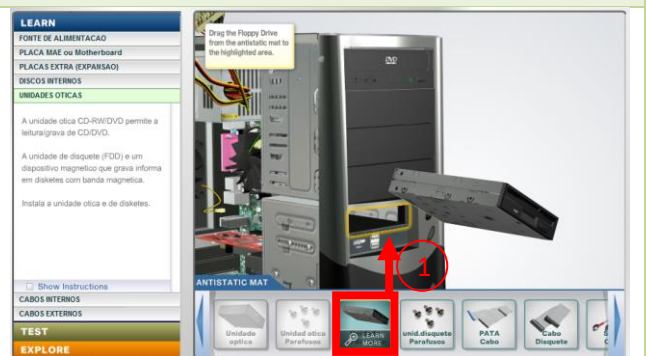 LEARN
FONTE DE ALIMENTACAO
PLACA MAE ou Motherboard
PLACAS EXTRA (EXPANSAO)
DISCOS INTERNOS
UNIDADES OTICAS
A unidade otica CD-RW/DVD permite a
leitura/grava de CD/DVD.
A unidade de disquete (FDD) e um
dispositivo magnetico que grava informa
em disketes com banda magnetica.
Instala a unidade otica e de disketes.
Show Instructions
CABOS INTERNOS
CABOS EXTERNOS
TEST
EXPLORE
Drag the Floppy Drive
from the antistatic mat to
the highlighted area.
DVD
1
ANTISTATIC MAT
Unidade
optica
Unidad otica
Parafusos
LEARN
MORE
unid.disquete
Parafusos
PATA
Cabo
Cabo
Disquete